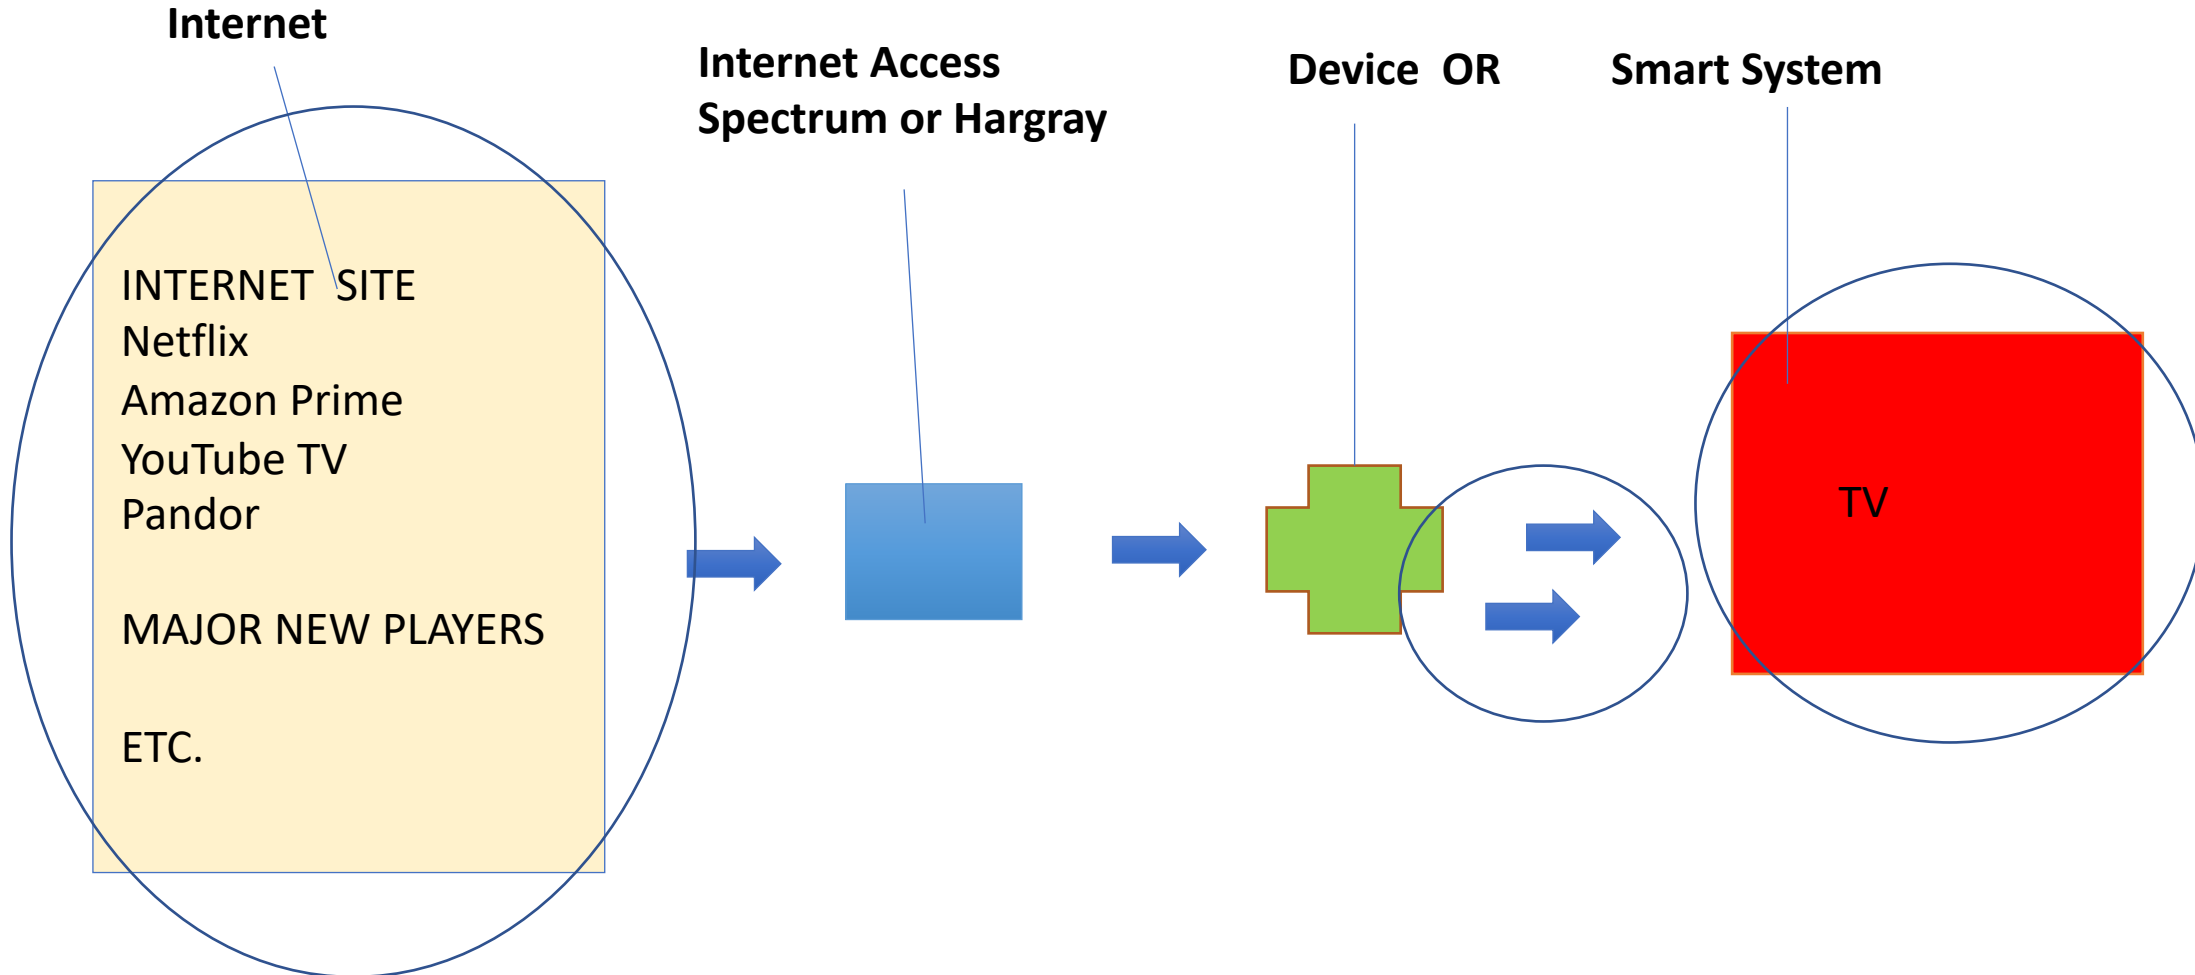 Internet
Internet Access
Spectrum or Hargray
Device OR
Smart System
INTERNET SITE
Netflix
Amazon Prime
YouTube TV
Pandor
MAJOR NEW PLAYERS
ETC.
TV